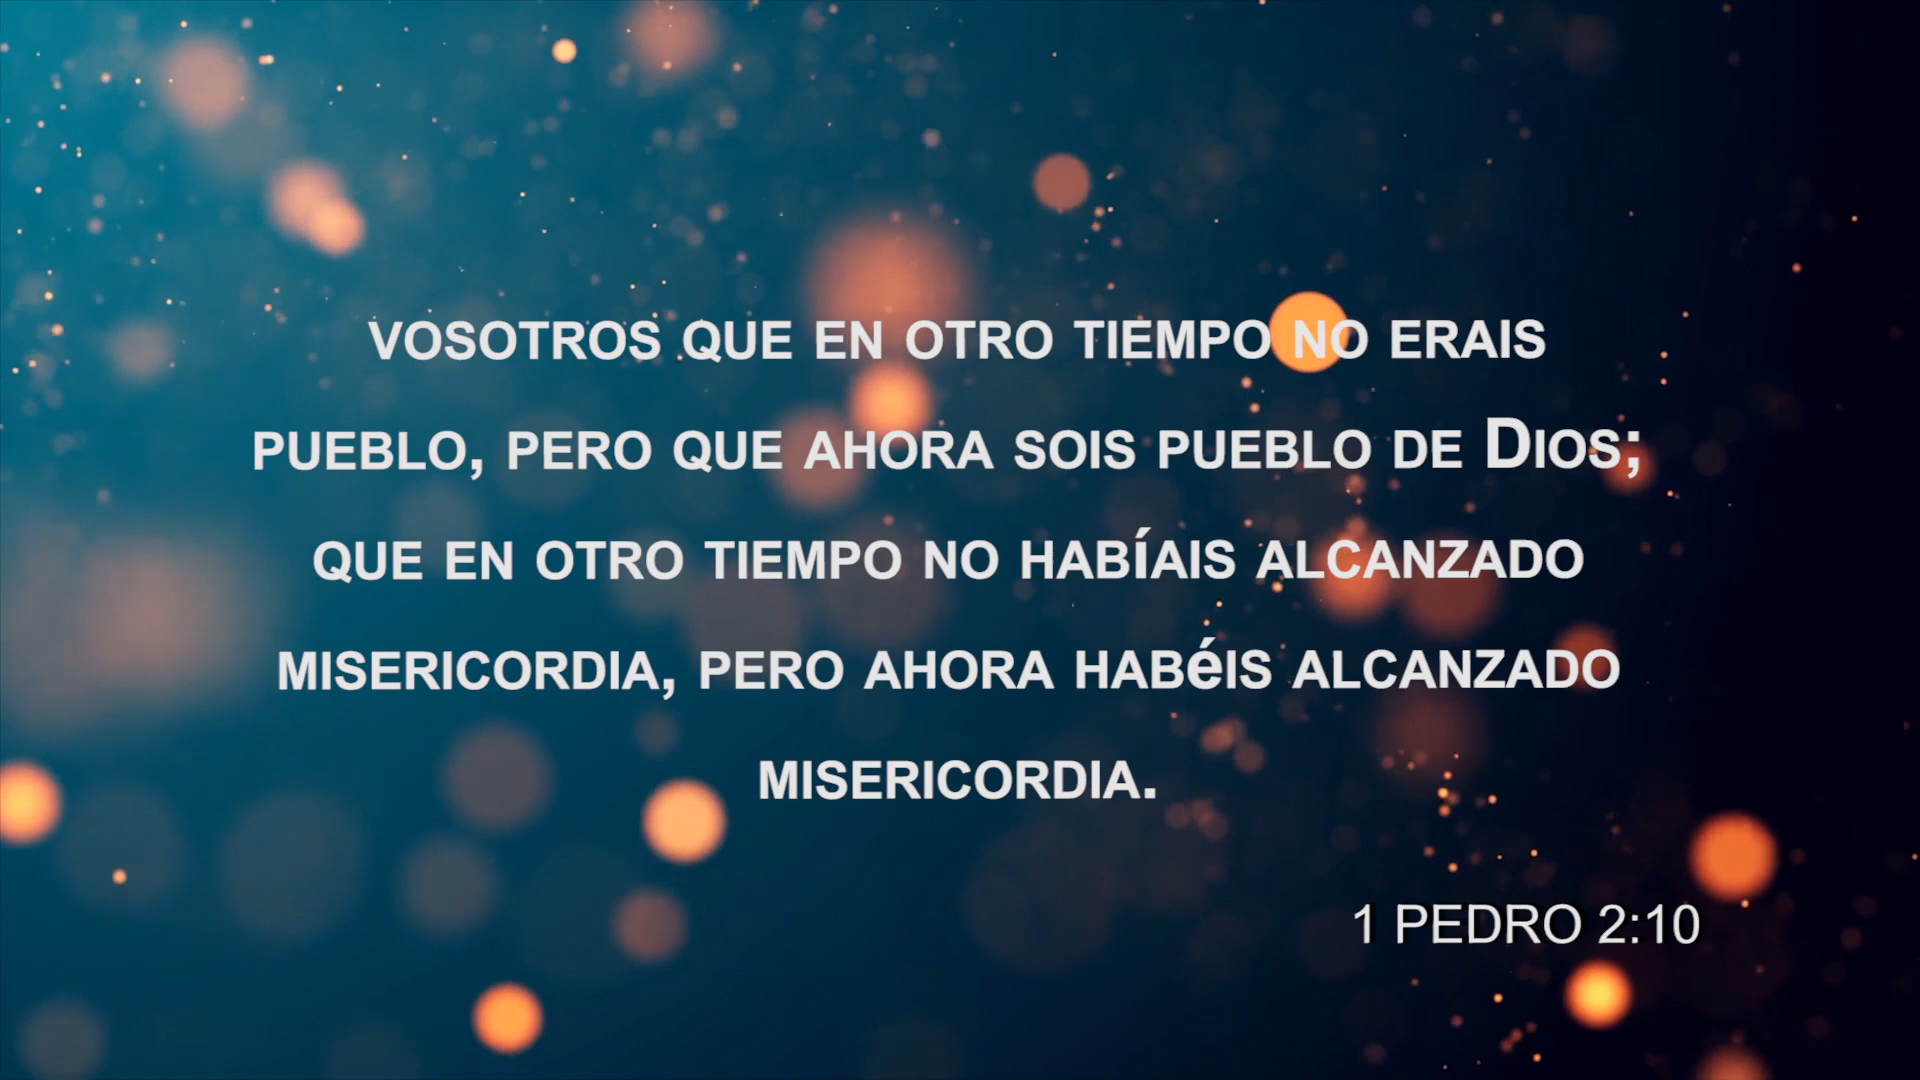 vosotros que en otro tiempo no erais
pueblo, pero que ahora sois pueblo de Dios;
que en otro tiempo no habíais alcanzado
misericordia, pero ahora habéis alcanzado
misericordia.
1 PEDRO 2:10